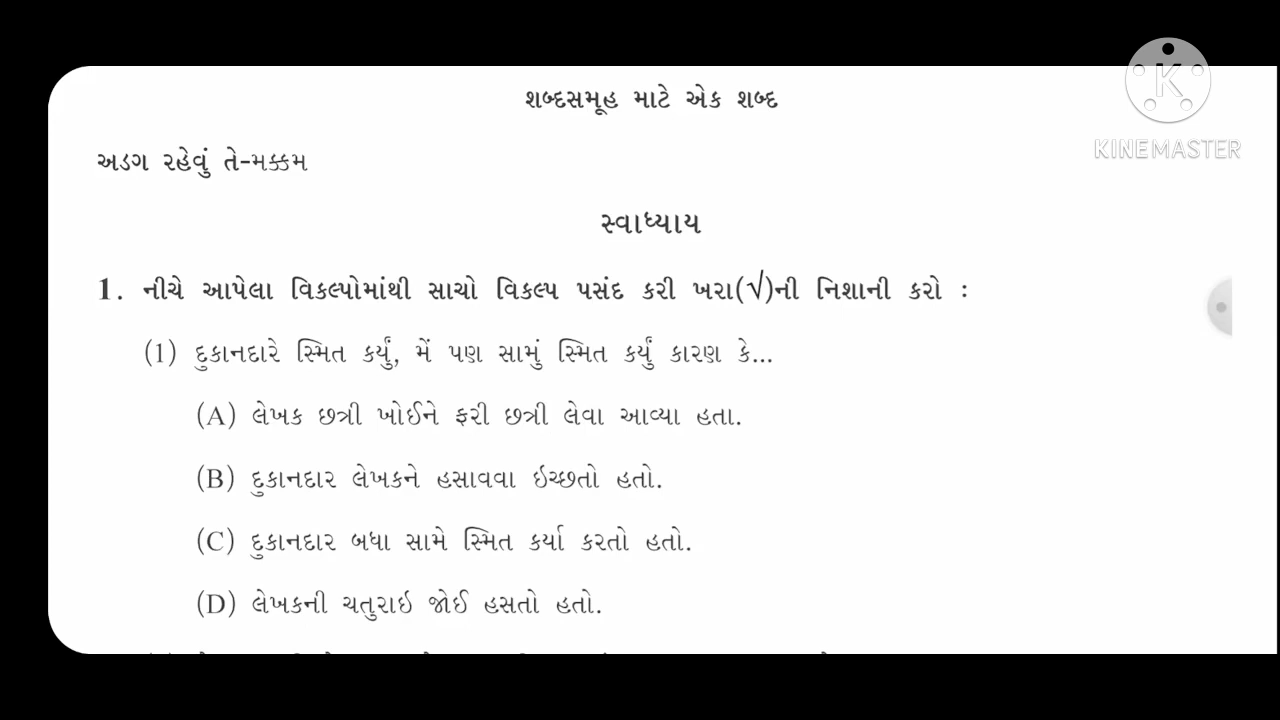 શબ્દસમૂહ માટે એક શબ્દ
KINEMASTER
અડગ રહેવું તે-મક્કમ
સ્વાધ્યાય
1. નીચે આપેલા વિકલ્પોમાંથી સાચો વિકલ્પ પસંદ કરી ખરા(√)ની નિશાની કરો :
(1) દુકાનદારે સ્મિત કર્યું, મેં પણ સામું સ્મિત કર્યું કારણ કે...
(A) લેખક છત્રી ખોઈને ફરી છત્રી લેવા આવ્યા હતા.
(B) દુકાનદાર લેખકને હસાવવા ઇચ્છતો હતો.
(C) દુકાનદાર બધા સામે સ્મિત કર્યા કરતો હતો.
(D) લેખકની ચતુરાઇ જોઈ હસતો હતો.